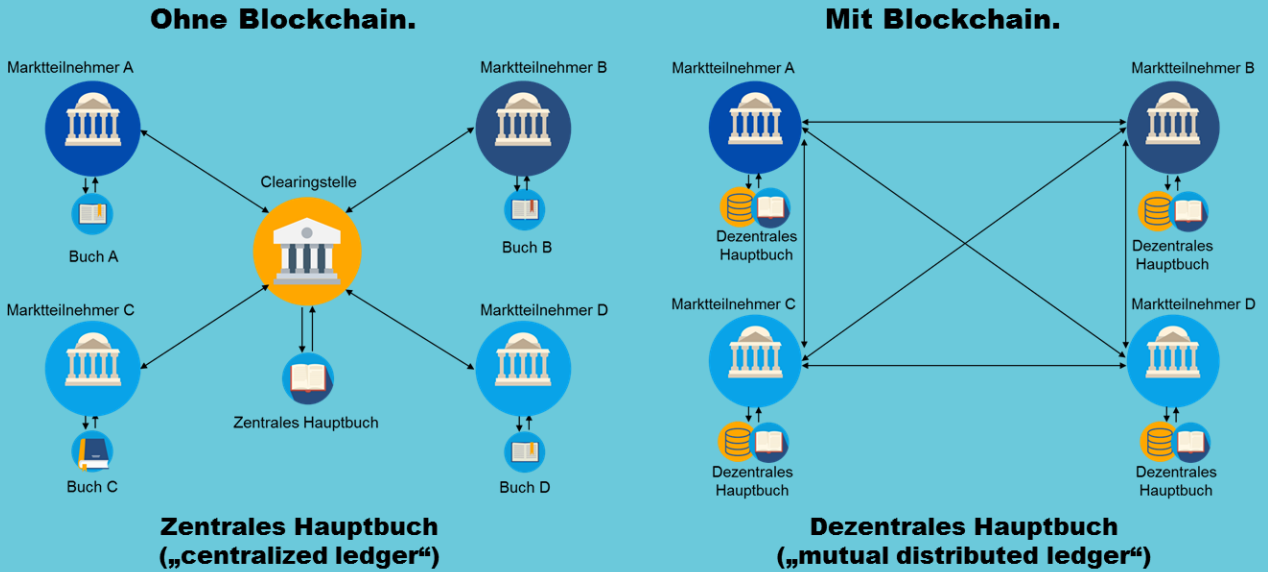 Ohne Blockchain.
Marktteilnehmer A
Marktteilnehmer B
Clearingstelle
Buch A
Buch B
Marktteilnehmer C
Marktteilnehmer D
Zentrales Hauptbuch
Buch C
Buch D
Zentrales Hauptbuch
(„centralized ledger“)
Mit Blockchain.
Marktteilnehmer A
Marktteilnehmer B
Dezentrales
Hauptbuch
Dezentrales
Hauptbuch
Marktteilnehmer C
Marktteilnehmer D
Dezentrales
Hauptbuch
Dezentrales
Hauptbuch
Dezentrales Hauptbuch
(„mutual distributed ledger“)